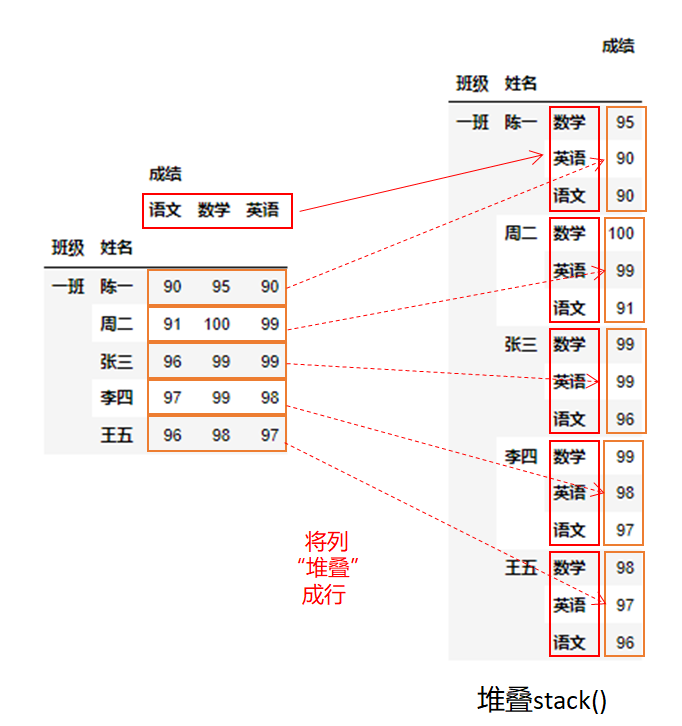 成绩
语文 数学 英语
班级 姓名
一班 陈一 90 95 90
周二 91 100 99
张三 96 99 99
李四 97 99 98
王五 96 98 97
将列
“堆叠”
成行
成绩
班级 姓名
一班 陈一 数学 95
英语 90
语文 90
周二 数学 100
英语 99
语文 91
张三 数学 99
英语 99
语文 96
李四 数学 99
英语 98
语文 97
王五 数学 98
英语 97
语文 96
堆叠stack()